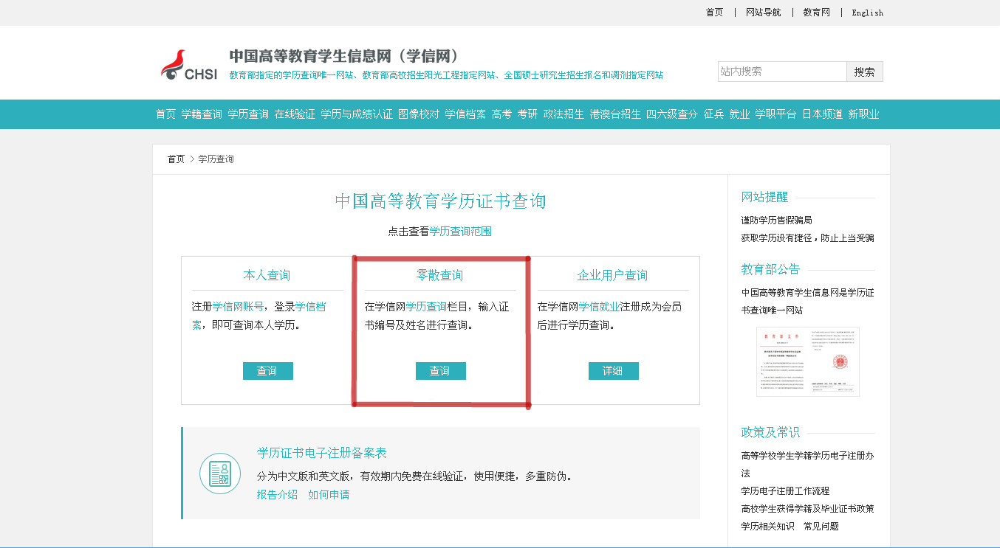 首页 | 网站导航 | 教育网 | English
中国高等教育学生信息网（学信网）
CHSI
教育部指定的学历查询唯一网站、教育部高校招生阳光工程指定网站、全国硕士研究生招生报名和调剂指定网站
站内搜索 搜索
首页 学籍查询 学历查询 在线验证 学历与成绩认证 图像校对 学信档案 高考 考研 政法招生 港澳台招生 四六级查分 征兵 就业 学职平台 日本频道 新职业
首页 > 学历查询
中国高等教育学历证书查询
点击查看学历查询范围
本人查询
注册学信网账号，登录学信档
案，即可查询本人学历。
查询
零散查询
在学信网学历查询栏目，输入证
书编号及姓名进行查询。
查询
企业用户查询
在学信网学信就业注册成为会员
后进行学历查询。
详细
学历证书电子注册备案表
分为中文版和英文版，有效期内免费在线验证，使用便捷，多重防伪。
报告介绍 如何申请
网站提醒
谨防学历售假骗局
获取学历没有捷径，防止上当受骗
教育部公告
中国高等教育学生信息网是学历证
书查询唯一网站
教育部文件
政策及常识
高等学校学生学籍学历电子注册办
法
学历电子注册工作流程
高校学生获得学籍及毕业证书政策
学历相关知识 常见问题